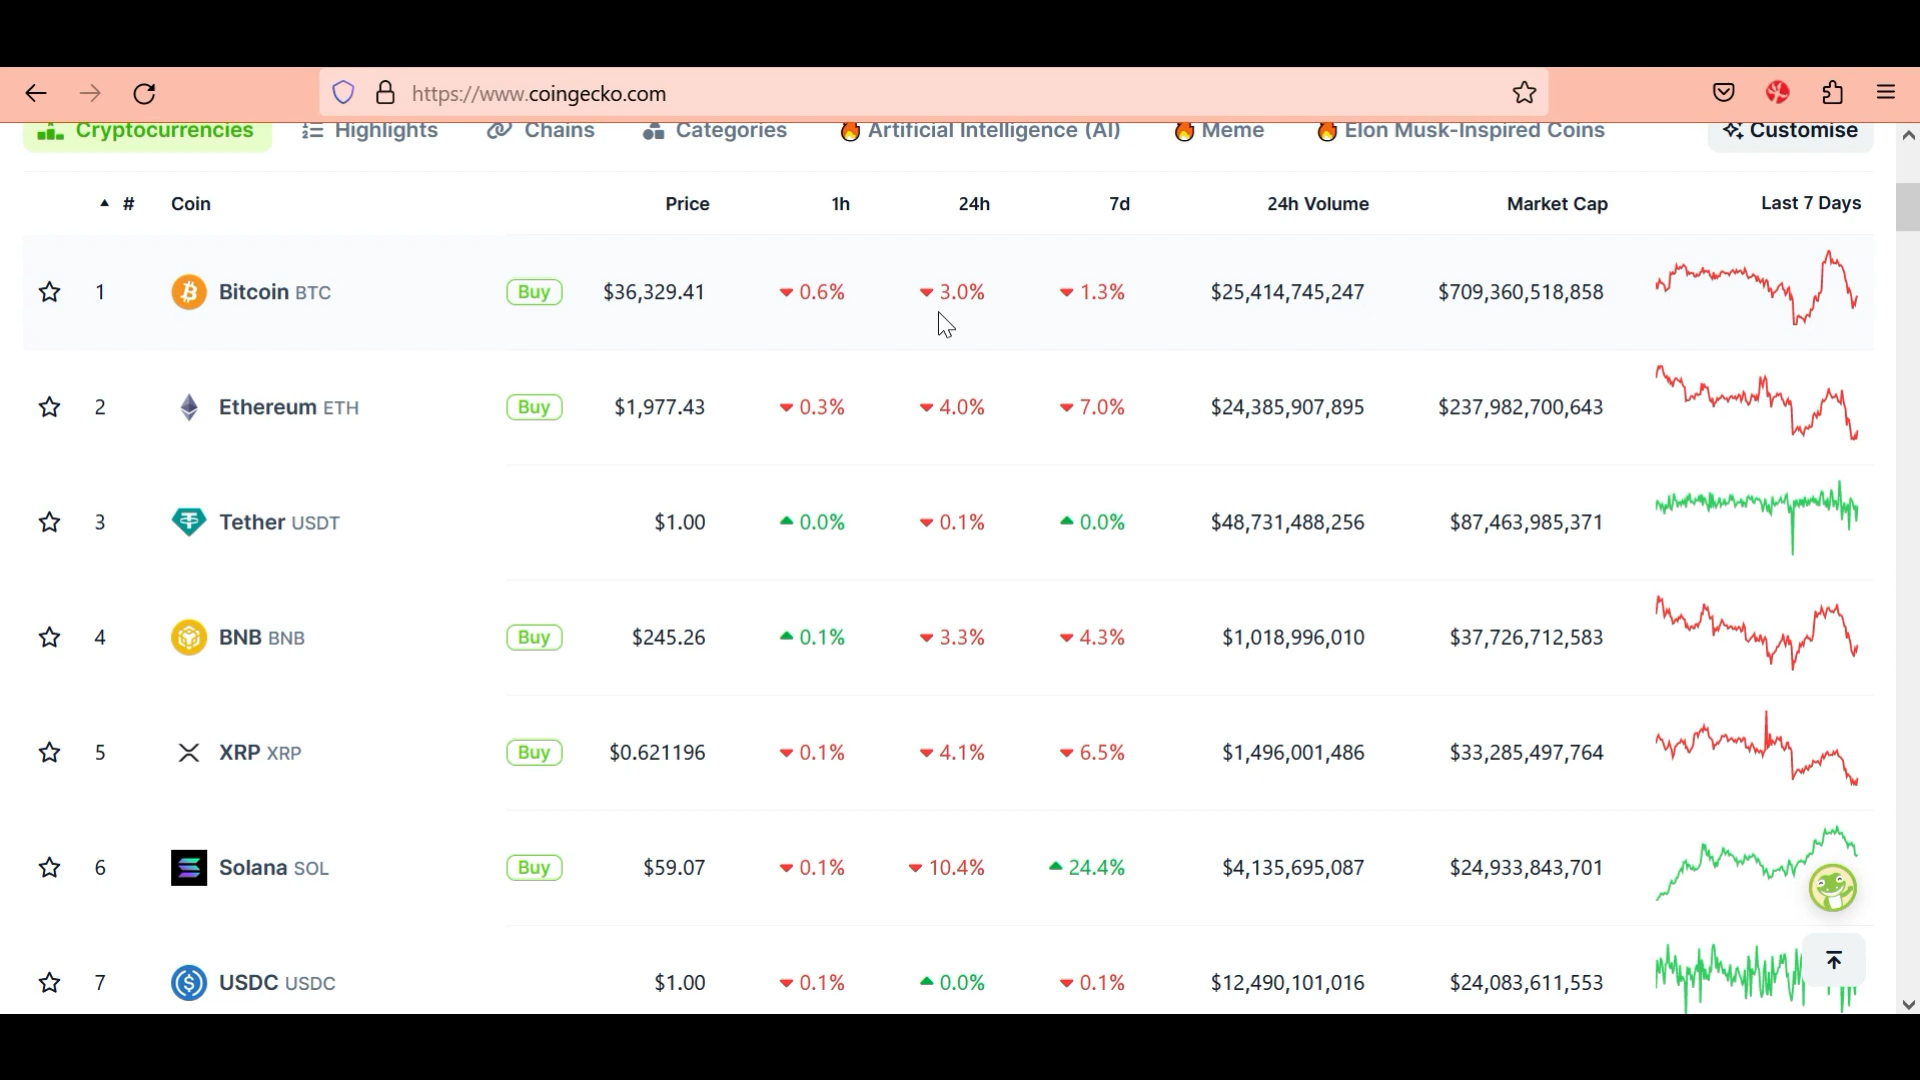 https://www.coingecko.com
Cryptocurrencies Highlights Chains Categories Artificial Intelligence (AI) Meme Elon Musk-Inspired Coins Customise
# Coin Price 1h 24h 7d 24h Volume Market Cap Last 7 Days
1 Bitcoin BTC Buy $36,329.41 0.6% 3.0% 1.3% $25,414,745,247 $709,360,518,858
2 Ethereum ETH Buy $1,977.43 0.3% 4.0% 7.0% $24,385,907,895 $237,982,700,643
3 Tether USDT $1.00 0.0% 0.1% 0.0% $48,731,488,256 $87,463,985,371
4 BNB BNB Buy $245.26 0.1% 3.3% 4.3% $1,018,996,010 $37,726,712,583
5 XRP XRP Buy $0.621196 0.1% 4.1% 6.5% $1,496,001,486 $33,285,497,764
6 Solana SOL Buy $59.07 0.1% 10.4% 24.4% $4,135,695,087 $24,933,843,701
7 USDC USDC $1.00 0.1% 0.0% 0.1% $12,490,101,016 $24,083,611,553